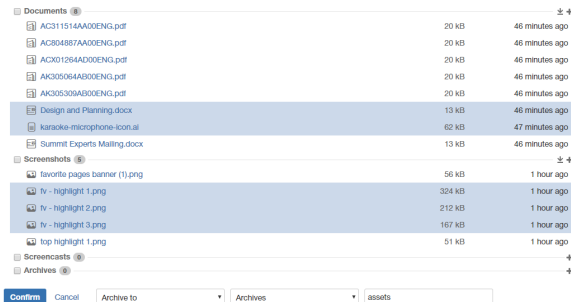 Documents 8
AC311514AA00ENG.pdf 20 kB 46 minutes ago
AC804887AA00ENG.pdf 20 kB 46 minutes ago
ACX01264AD00ENG.pdf 20 kB 46 minutes ago
AK305064AB00ENG.pdf 20 kB 46 minutes ago
AK305309AB00ENG.pdf 20 kB 46 minutes ago
Design and Planning.docx 13 kB 46 minutes ago
karaoke-microphone-icon.ai 62 kB 47 minutes ago
Summit Experts Mailing.docx 13 kB 46 minutes ago
Screenshots 5
favorite pages banner (1).png 56 kB 1 hour ago
fv - highlight 1.png 324 kB 1 hour ago
fv - highlight 2.png 212 kB 1 hour ago
fv - highlight 3.png 167 kB 1 hour ago
top highlight 1.png 51 kB 1 hour ago
Screencasts 0
Archives 0
Confirm Cancel Archive to Archives assets